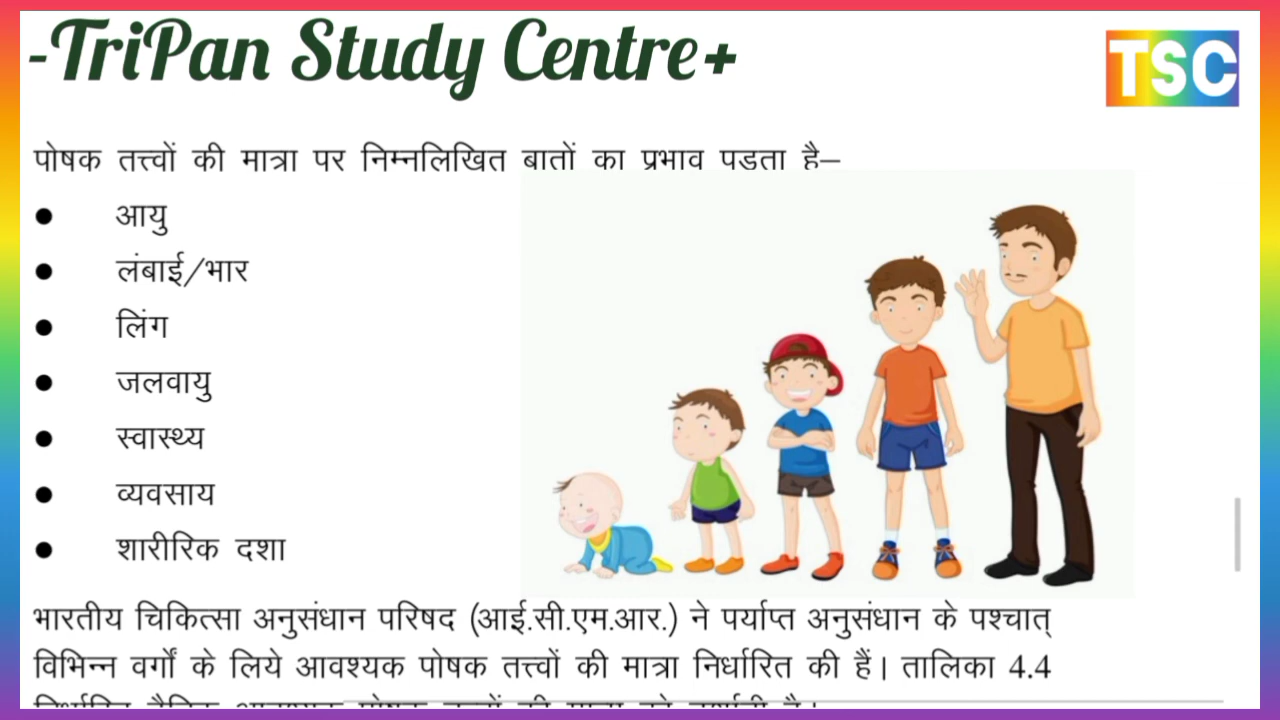 -TriPan Study Centre+
TSC
पोषक तत्त्वों की मात्रा पर निम्नलिखित बातों का प्रभाव पडता है–
● आयु
● लंबाई/भार
● लिंग
● जलवायु
● स्वास्थ्य
● व्यवसाय
● शारीरिक दशा
भारतीय चिकित्सा अनुसंधान परिषद (आई.सी.एम.आर.) ने पर्याप्त अनुसंधान के पश्चात्
विभिन्न वर्गों के लिये आवश्यक पोषक तत्त्वों की मात्रा निर्धारित की हैं। तालिका 4.4